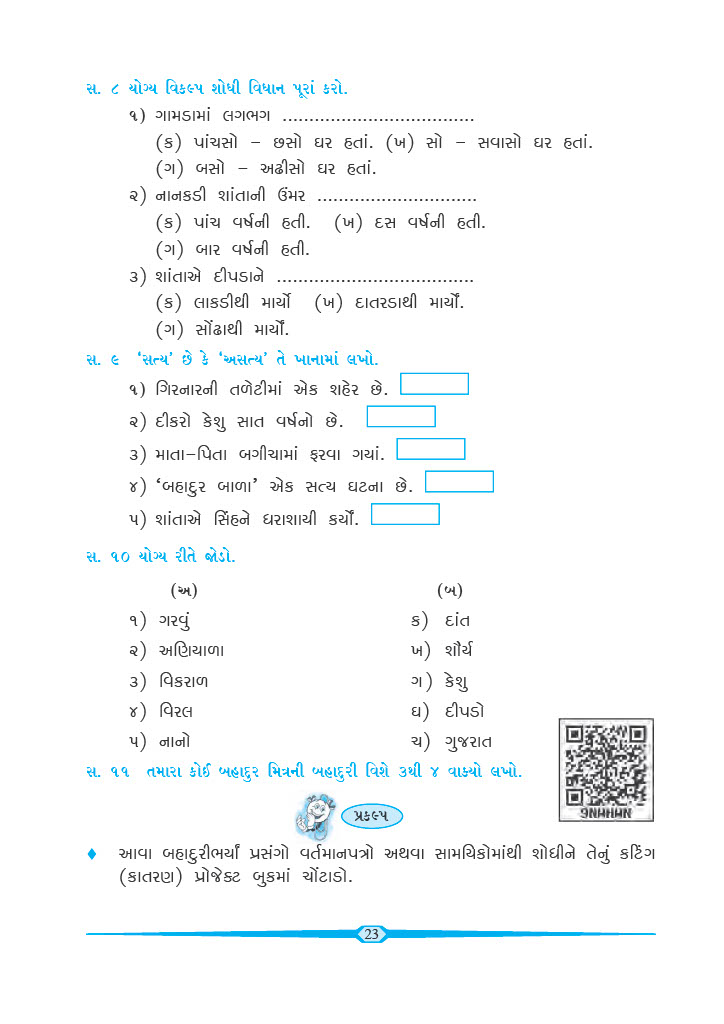 સ. ૮ યોગ્ય વિકલ્પ શોધી વિધાન પૂરાં કરો.
૧) ગામડામાં લગભગ ....................................
(ક) પાંચસો – છસો ઘર હતાં. (ખ) સો – સવાસો ઘર હતાં.
(ગ) બસો – અઢીસો ઘર હતાં.
૨) નાનકડી શાંતાની ઉંમર ..............................
(ક) પાંચ વર્ષની હતી. (ખ) દસ વર્ષની હતી.
(ગ) બાર વર્ષની હતી.
૩) શાંતાએ દીપડાને .....................................
(ક) લાકડીથી માર્યો (ખ) દાતરડાથી માર્યો.
(ગ) સોંઢાથી માર્યો.
સ. ૯ ‘સત્ય’ છે કે ‘અસત્ય’ તે ખાનામાં લખો.
૧) ગિરનારની તળેટીમાં એક શહેર છે.
૨) દીકરો કેશુ સાત વર્ષનો છે.
૩) માતા–પિતા બગીચામાં ફરવા ગયાં.
૪) ‘બહાદુર બાળા’ એક સત્ય ઘટના છે.
૫) શાંતાએ સિંહને ધરાશાયી કર્યો.
સ. ૧૦ યોગ્ય રીતે જોડો.
(અ) (બ)
૧) ગરવું ક) દાંત
૨) અણિયાળા ખ) શૌર્ય
૩) વિકરાળ ગ) કેશુ
૪) વિરલ ઘ) દીપડો
૫) નાનો ચ) ગુજરાત
સ. ૧૧ તમારા કોઈ બહાદુર મિત્રની બહાદુરી વિશે ૩થી ૪ વાક્યો લખો.
9NAHAN
પ્રકલ્પ
♦ આવા બહાદુરીભર્યાં પ્રસંગો વર્તમાનપત્રો અથવા સામયિકોમાંથી શોધીને તેનું કટિંગ
(કાતરણ) પ્રોજેક્ટ બુકમાં ચોંટાડો.
23